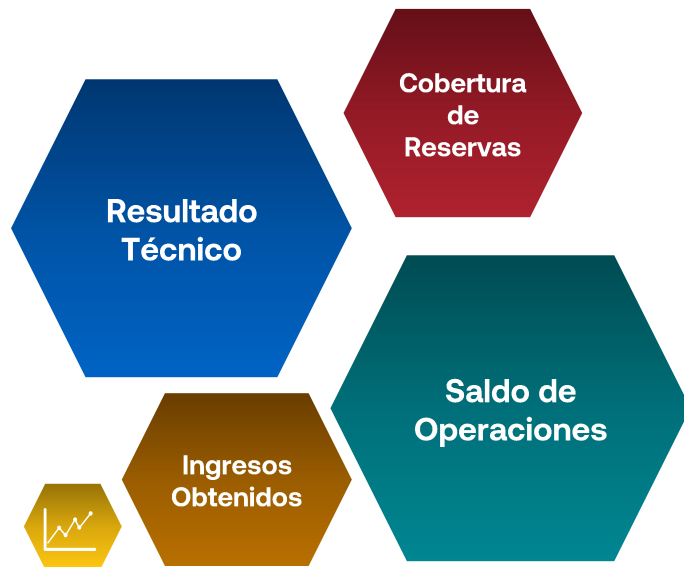 Cobertura
de
Reservas
Resultado
Técnico
Saldo de
Operaciones
Ingresos
Obtenidos